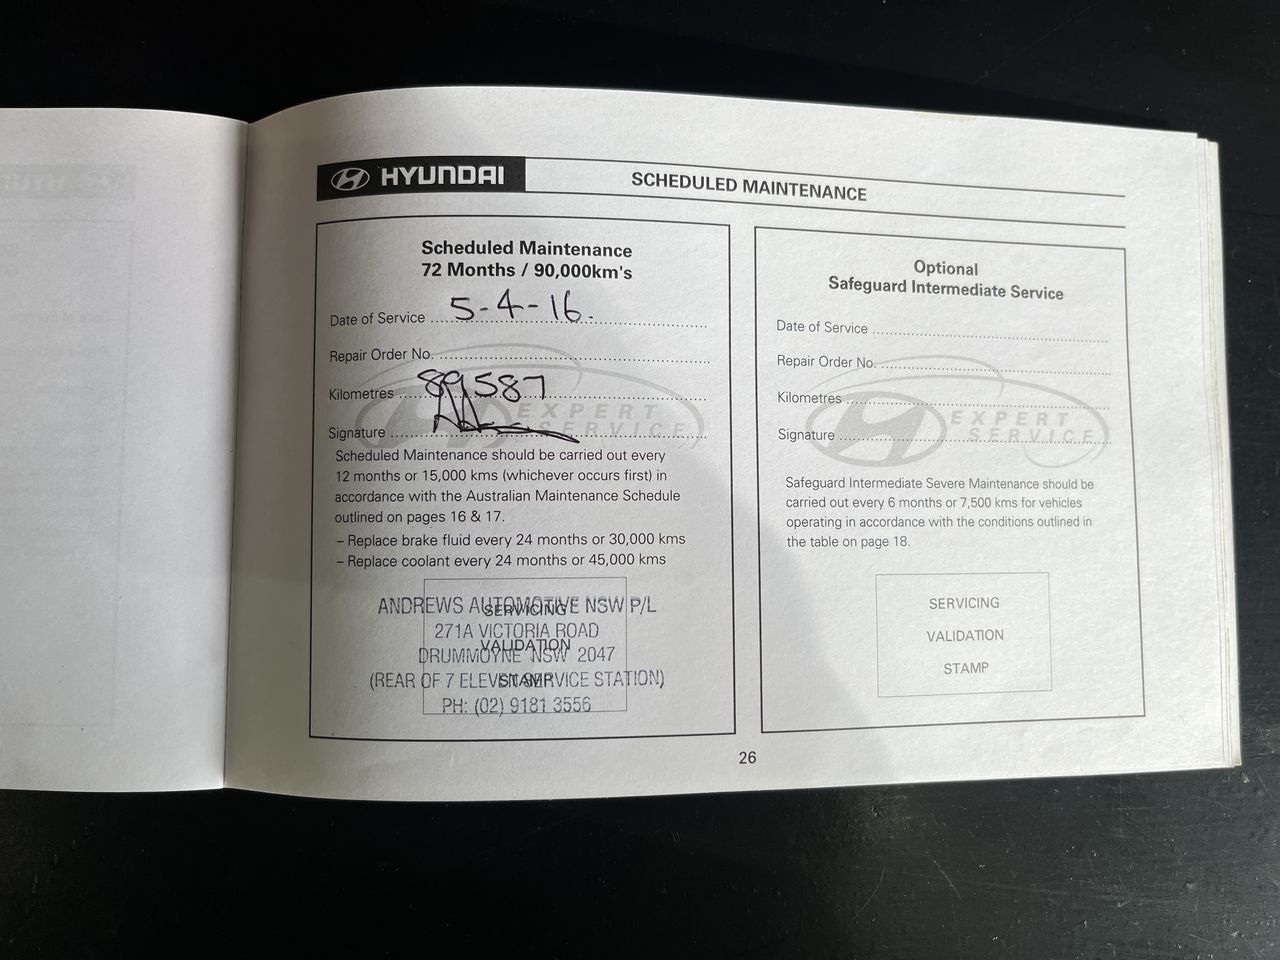 HYUNDAI
SCHEDULED MAINTENANCE
Scheduled Maintenance
72 Months / 90,000km's
Date of Service 5-4-16.
Repair Order No.
Kilometres 89587
Signature
EXPERT
SERVICE
Scheduled Maintenance should be carried out every
12 months or 15,000 kms (whichever occurs first) in
accordance with the Australian Maintenance Schedule
outlined on pages 16 & 17.
– Replace brake fluid every 24 months or 30,000 kms
– Replace coolant every 24 months or 45,000 kms
SERVICING
VALIDATION
STAMP
ANDREWS AUTOMOTIVE NSW P/L
271A VICTORIA ROAD
DRUMMOYNE NSW 2047
(REAR OF 7 ELEVEN SERVICE STATION)
PH: (02) 9181 3556
Optional
Safeguard Intermediate Service
Date of Service
Repair Order No.
Kilometres
Signature
EXPERT
SERVICE
Safeguard Intermediate Severe Maintenance should be
carried out every 6 months or 7,500 kms for vehicles
operating in accordance with the conditions outlined in
the table on page 18.
SERVICING
VALIDATION
STAMP
26